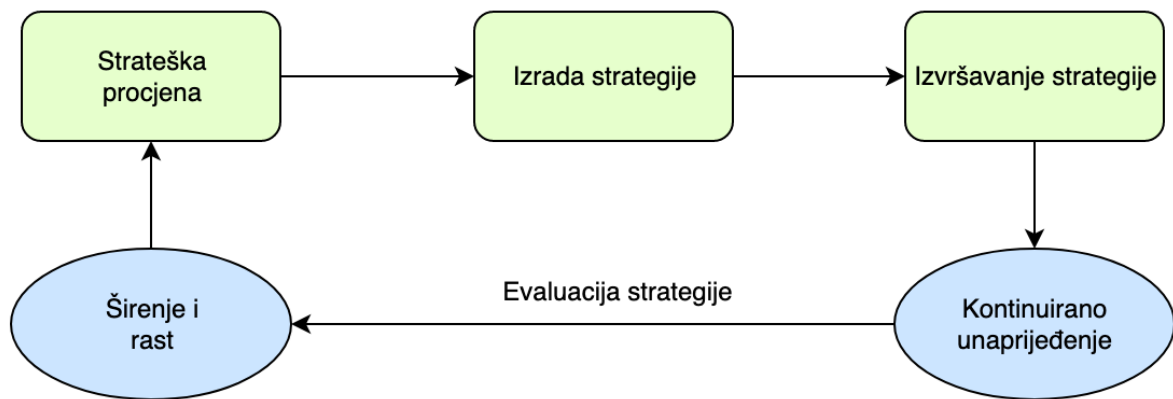 Strateška
procjena
Izrada strategije
Izvršavanje strategije
Evaluacija strategije
Širenje i
rast
Kontinuirano
unaprijeđenje